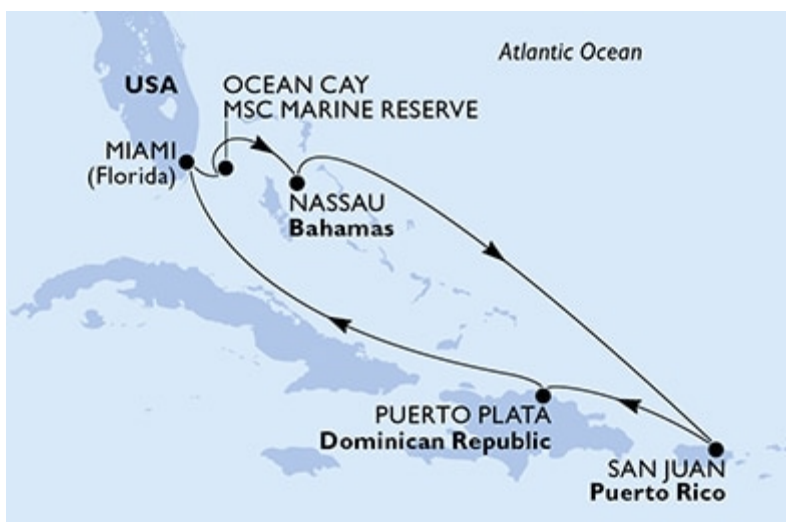 Atlantic Ocean
USA
OCEAN CAY
MSC MARINE RESERVE
MIAMI
(Florida)
NASSAU
Bahamas
PUERTO PLATA
Dominican Republic
SAN JUAN
Puerto Rico